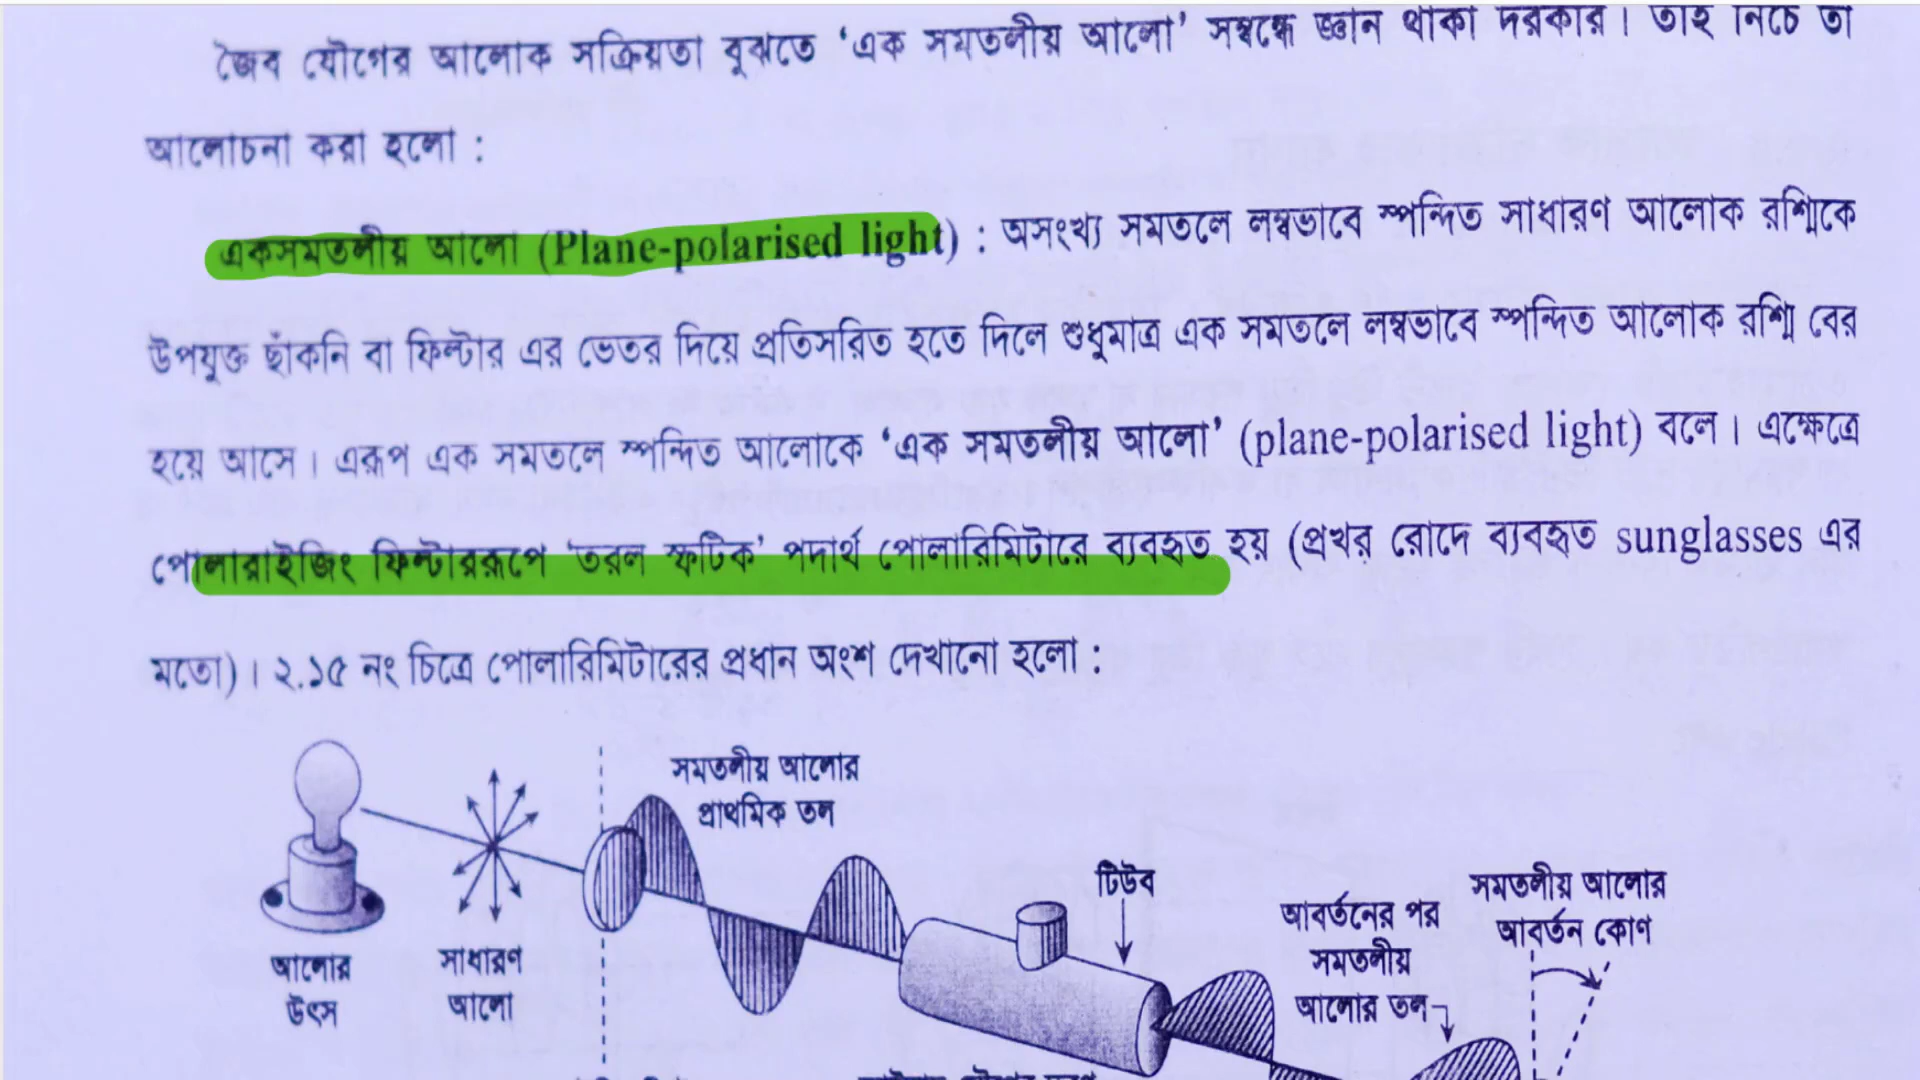 জৈব যৌগের আলোক সক্রিয়তা বুঝতে ‘এক সমতলীয় আলো’ সম্বন্ধে জ্ঞান থাকা দরকার। তাই নিচে তা
আলোচনা করা হলো :
একসমতলীয় আলো (Plane-polarised light) : অসংখ্য সমতলে লম্বভাবে স্পন্দিত সাধারণ আলোক রশ্মিকে
উপযুক্ত ছাঁকনি বা ফিল্টার এর ভেতর দিয়ে প্রতিসরিত হতে দিলে শুধুমাত্র এক সমতলে লম্বভাবে স্পন্দিত আলোক রশ্মি বের
হয়ে আসে। এরূপ এক সমতলে স্পন্দিত আলোকে ‘এক সমতলীয় আলো’ (plane-polarised light) বলে। এক্ষেত্রে
পোলারাইজিং ফিল্টাররূপে ‘তরল স্ফটিক’ পদার্থ পোলারিমিটারে ব্যবহৃত হয় (প্রখর রোদে ব্যবহৃত sunglasses এর
মতো)। ২.১৫ নং চিত্রে পোলারিমিটারের প্রধান অংশ দেখানো হলো :
সমতলীয় আলোর
প্রাথমিক তল
টিউব
আবর্তনের পর
সমতলীয়
আলোর তল
সমতলীয় আলোর
আবর্তন কোণ
আলোর
উৎস
সাধারণ
আলো